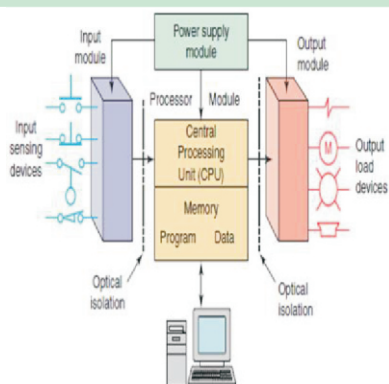 Power supply
module
Input
module
Output
module
Processor Module
Input
sensing
devices
Central
Processing
Unit (CPU)
M
Output
load
devices
Memory
Program Data
Optical
isolation
Optical
isolation